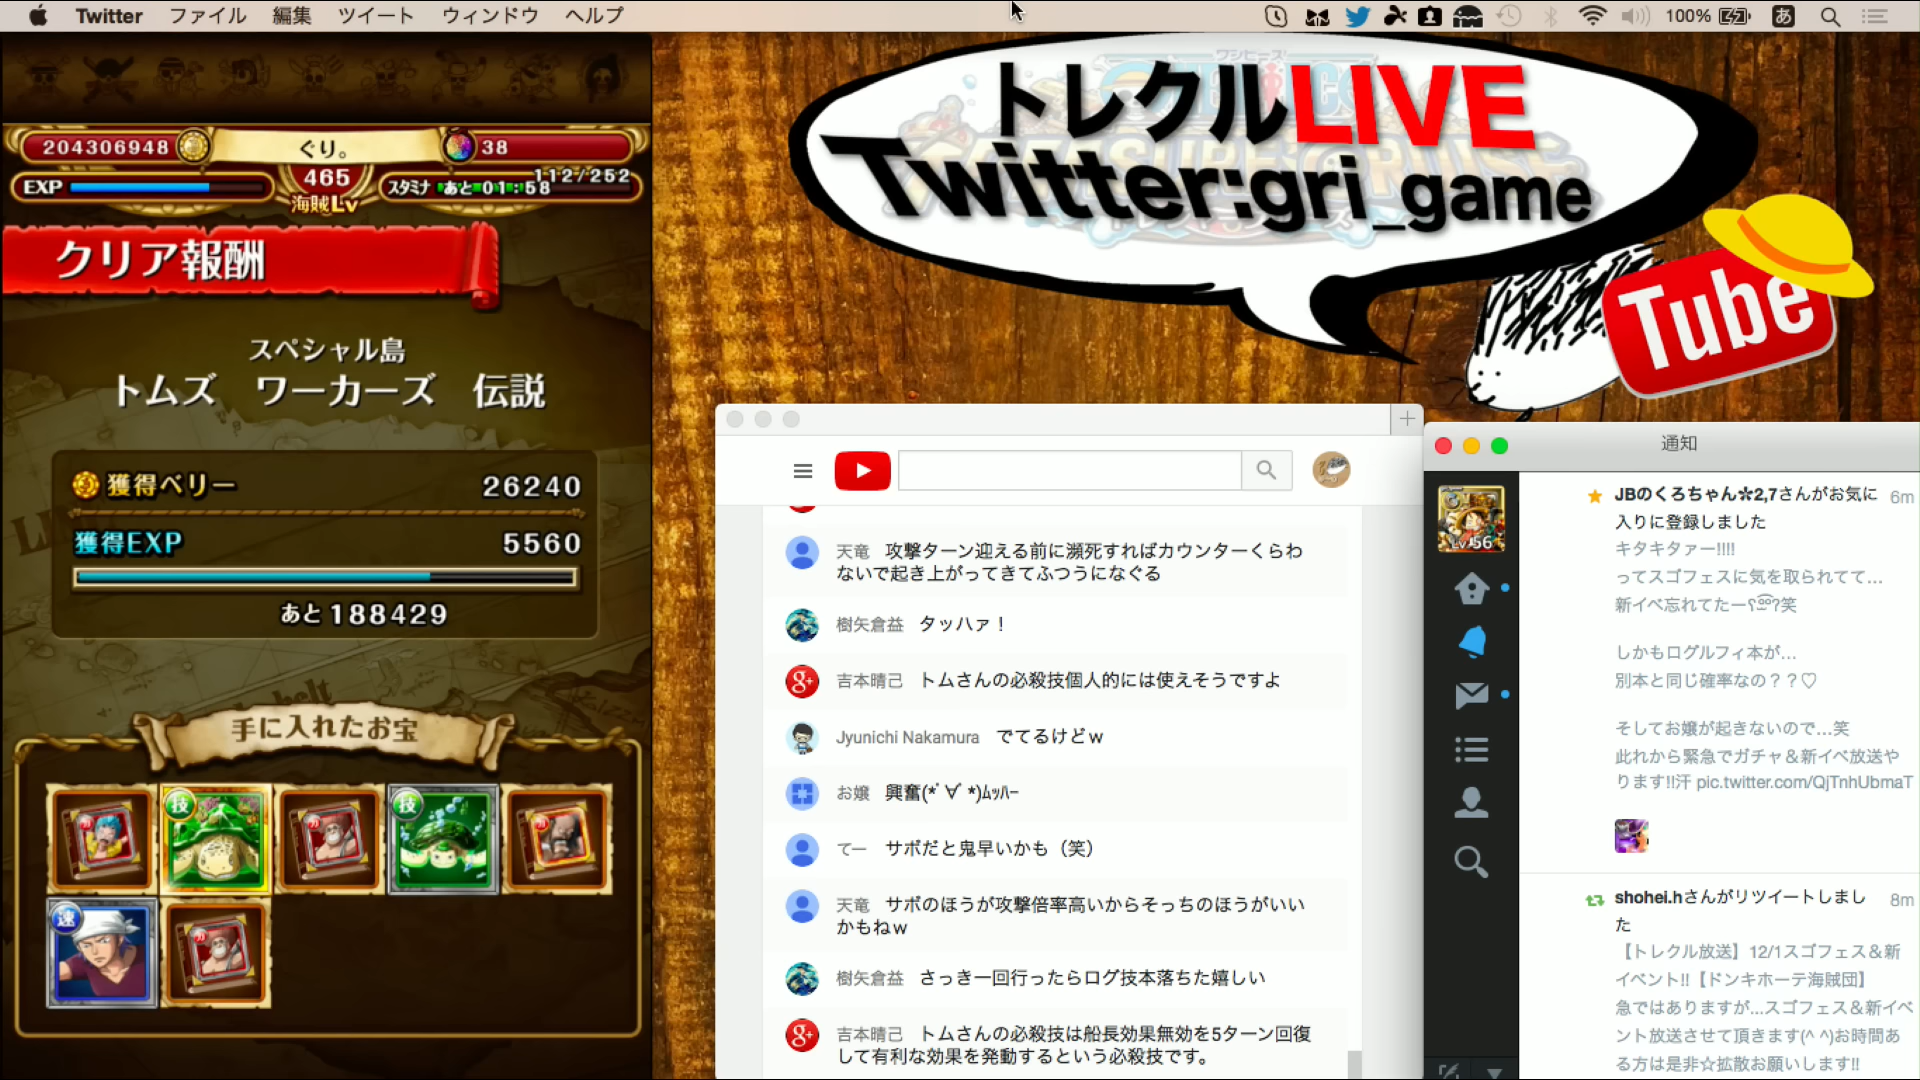 Twitter ファイル 編集 ツイート ウィンドウ ヘルプ
100% あ
204306948 ぐり。 38
EXP 465 スタミナ あと01:58 112/252
海賊Lv
クリア報酬
スペシャル島
トムズ ワーカーズ 伝説
獲得ベリー 26240
獲得EXP 5560
あと188429
手に入れたお宝
力 技 力 技 力
速 力
トレクルLIVE
Twitter:gri_game
Tube
天竜 攻撃ターン迎える前に瀕死すればカウンターくらわ
ないで起き上がってきてふつうになぐる
樹矢倉益 タッハァ！
吉本晴己 トムさんの必殺技個人的には使えそうですよ
Jyunichi Nakamura でてるけどw
お嬢 興奮(*ﾟ∀ﾟ*)ﾑｯﾊｰ
てー サボだと鬼早いかも（笑）
天竜 サボのほうが攻撃倍率高いからそっちのほうがいい
かもねw
樹矢倉益 さっき一回行ったらログ技本落ちた嬉しい
吉本晴己 トムさんの必殺技は船長効果無効を5ターン回復
して有利な効果を発動するという必殺技です。
通知
Lv.56
JBのくろちゃん✲2,7さんがお気に 6m
入りに登録しました
キタキタァー!!!!
ってスゴフェスに気を取られてて...
新イベ忘れてたー
しかもログルフィ本が...
別本と同じ確率なの？？♡
そしてお嬢が起きないので...笑
此れから緊急でガチャ＆新イベ放送や
ります!!汗 pic.twitter.com/QjTnhUbmaT
shohei.hさんがリツイートしまし 8m
た
【トレクル放送】12/1スゴフェス＆新
イベント!!【ドンキホーテ海賊団】
急ではありますが...スゴフェス＆新イベ
ント放送させて頂きます(^ ^)お時間あ
る方は是非☆拡散お願いします!!